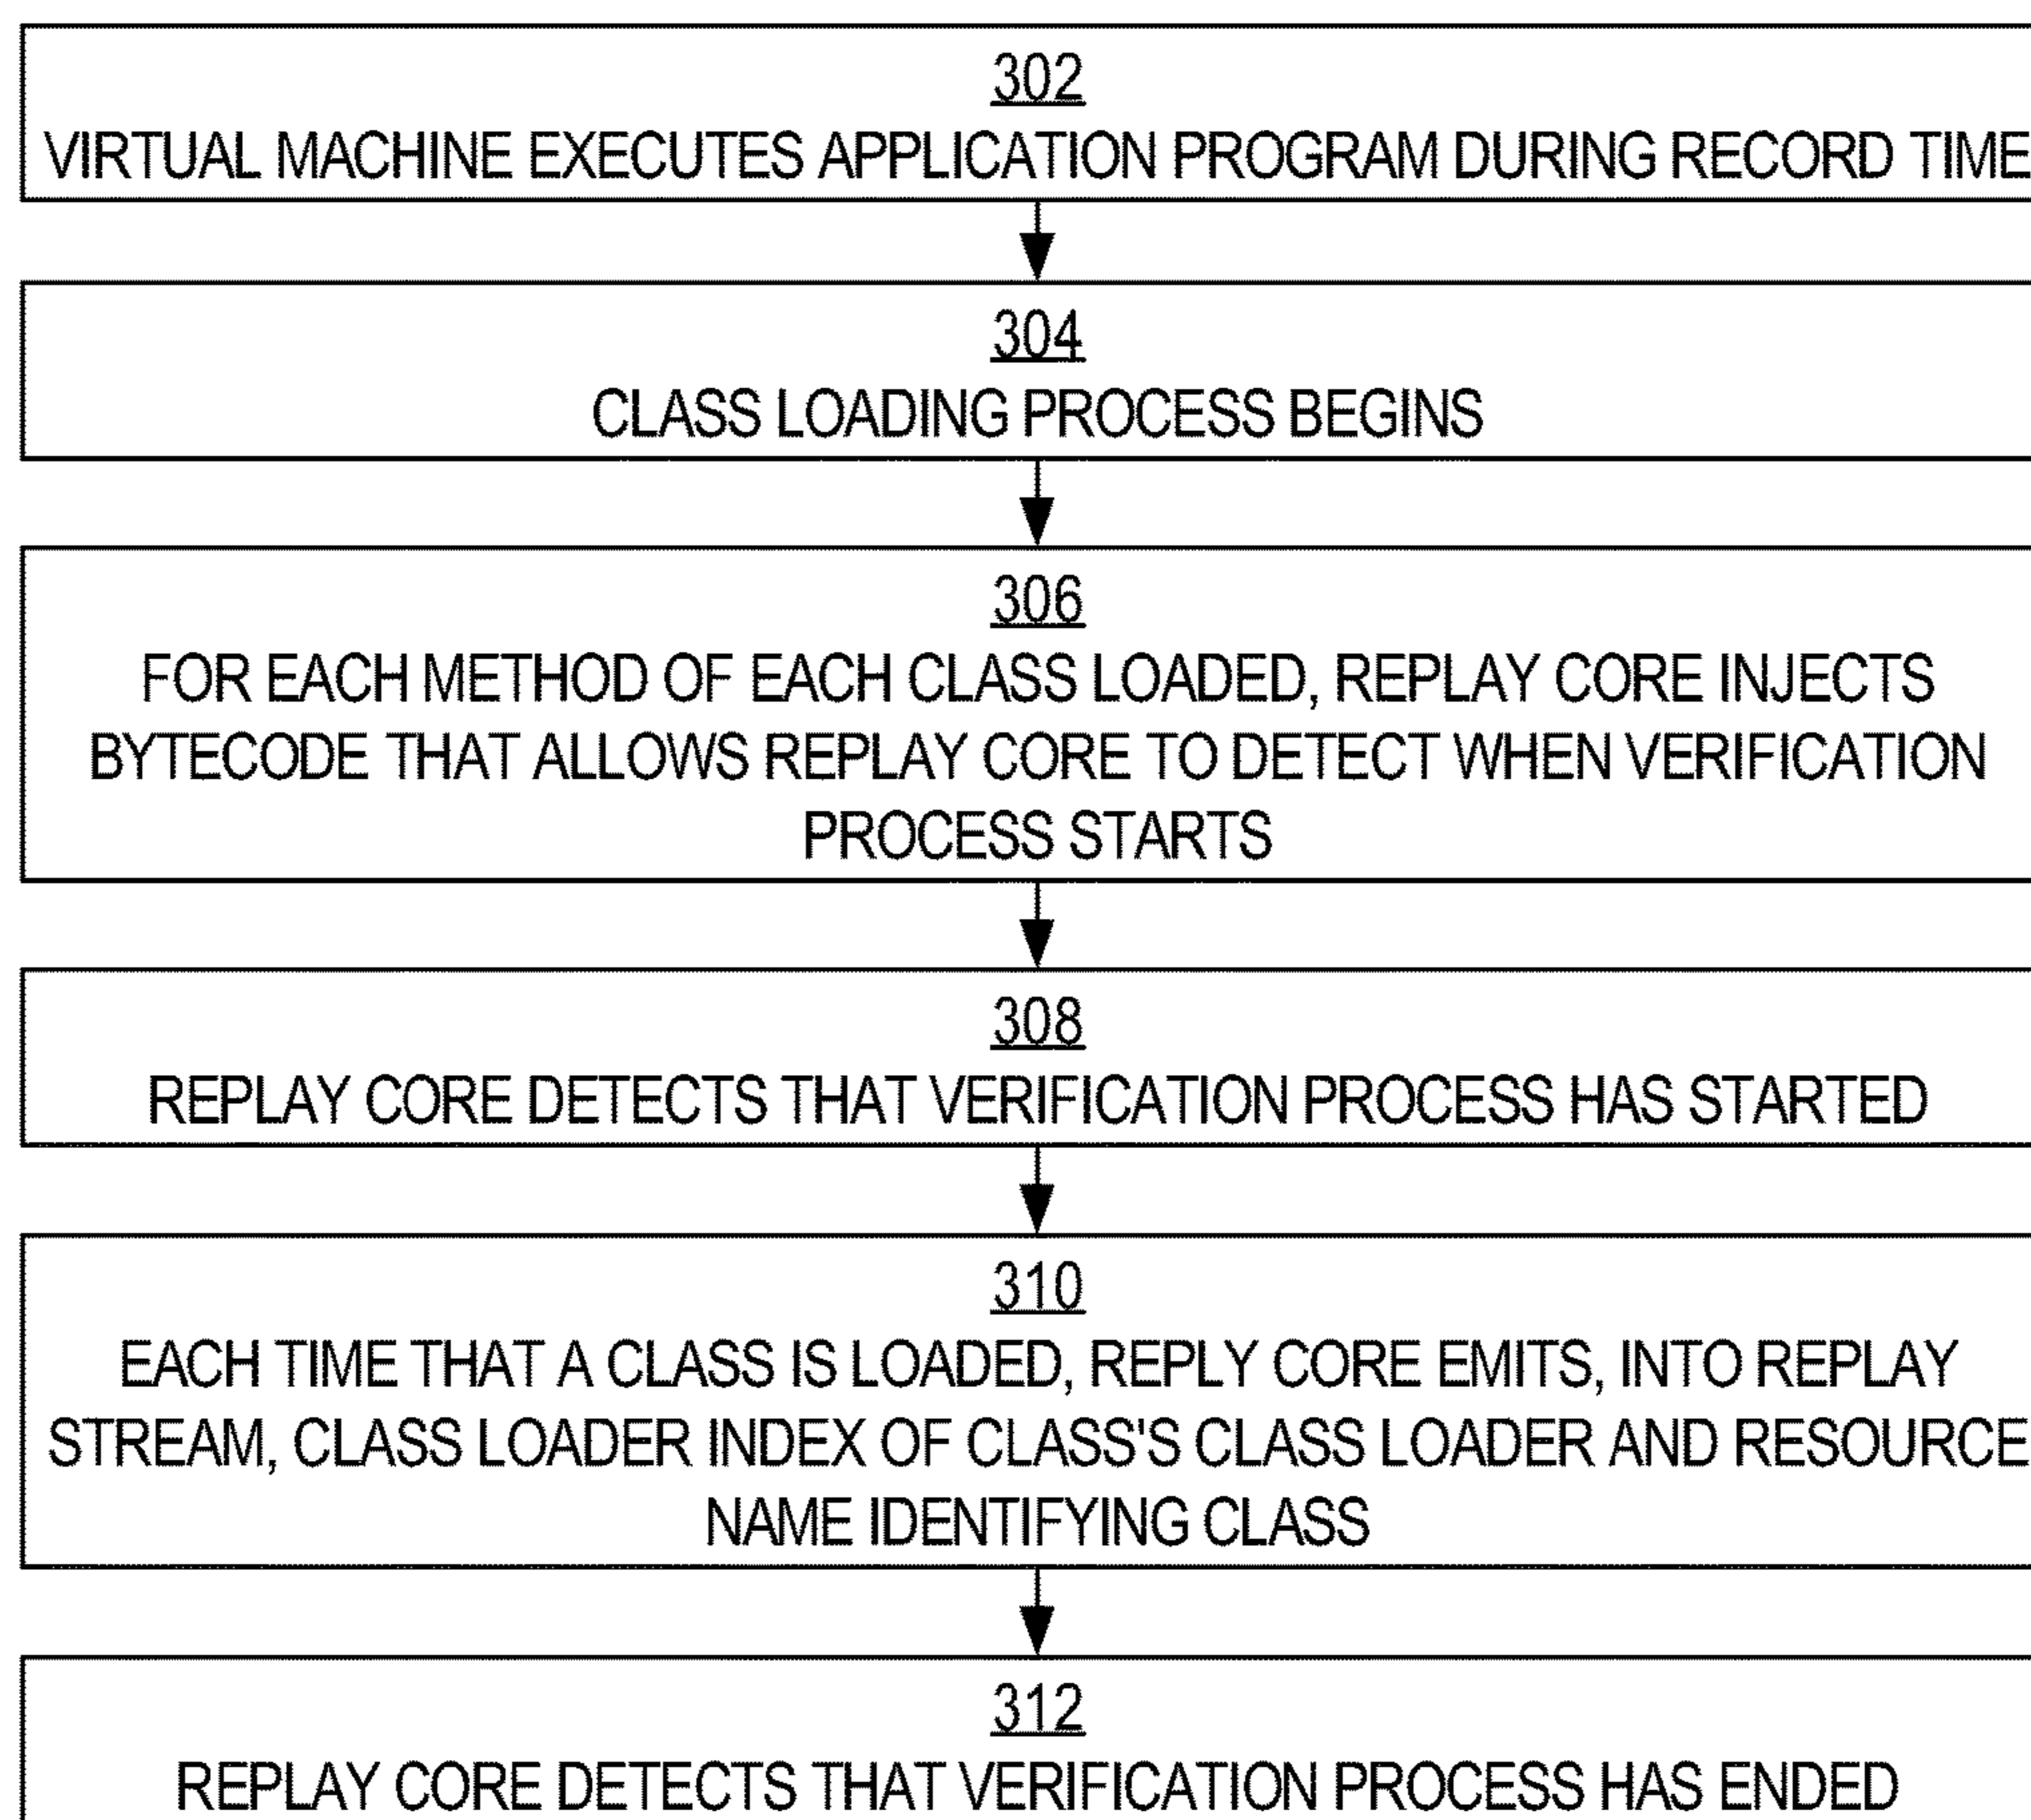 302
VIRTUAL MACHINE EXECUTES APPLICATION PROGRAM DURING RECORD TIME
304
CLASS LOADING PROCESS BEGINS
306
FOR EACH METHOD OF EACH CLASS LOADED, REPLAY CORE INJECTS
BYTECODE THAT ALLOWS REPLAY CORE TO DETECT WHEN VERIFICATION
PROCESS STARTS
308
REPLAY CORE DETECTS THAT VERIFICATION PROCESS HAS STARTED
310
EACH TIME THAT A CLASS IS LOADED, REPLY CORE EMITS, INTO REPLAY
STREAM, CLASS LOADER INDEX OF CLASS'S CLASS LOADER AND RESOURCE
NAME IDENTIFYING CLASS
312
REPLAY CORE DETECTS THAT VERIFICATION PROCESS HAS ENDED